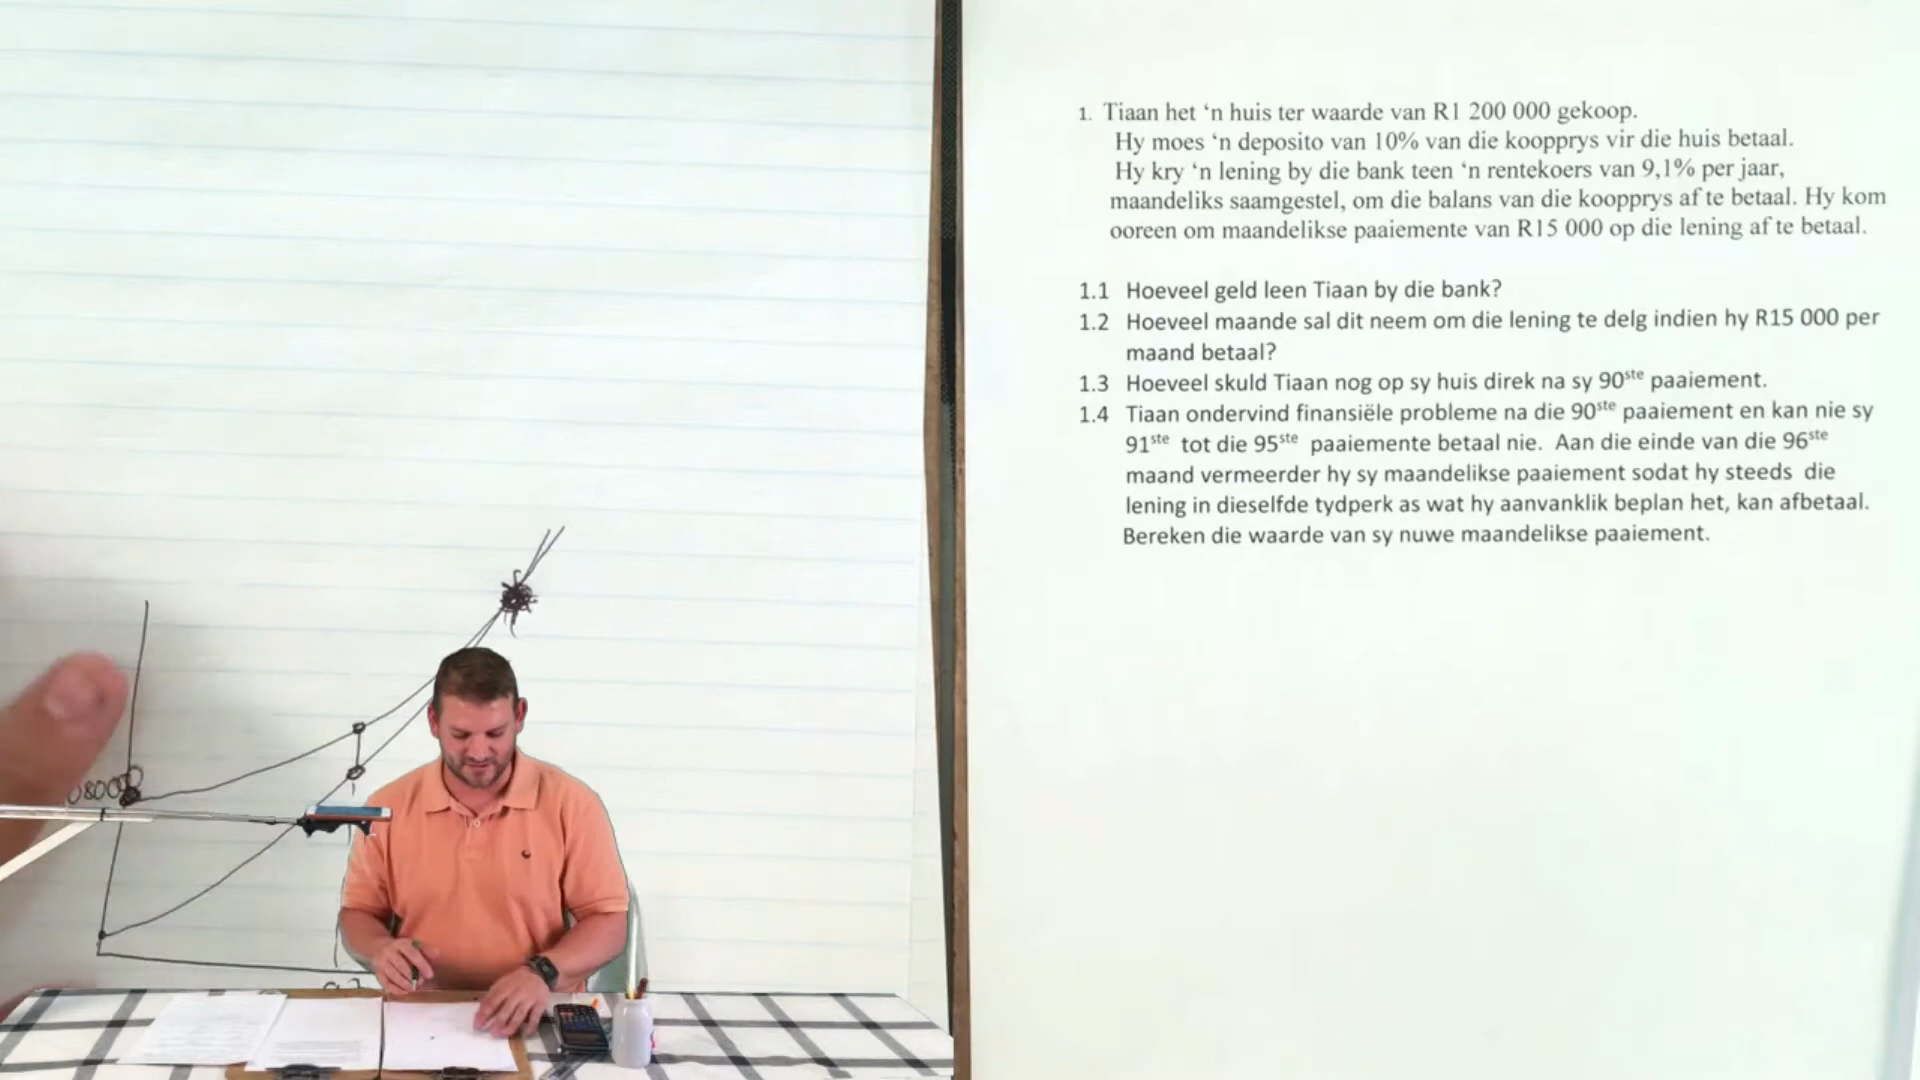 1. Tiaan het ‘n huis ter waarde van R1 200 000 gekoop.
Hy moes ‘n deposito van 10% van die koopprys vir die huis betaal.
Hy kry ‘n lening by die bank teen ‘n rentekoers van 9,1% per jaar,
maandeliks saamgestel, om die balans van die koopprys af te betaal. Hy kom
ooreen om maandelikse paaiemente van R15 000 op die lening af te betaal.
1.1 Hoeveel geld leen Tiaan by die bank?
1.2 Hoeveel maande sal dit neem om die lening te delg indien hy R15 000 per
maand betaal?
1.3 Hoeveel skuld Tiaan nog op sy huis direk na sy 90ste paaiement.
1.4 Tiaan ondervind finansiële probleme na die 90ste paaiement en kan nie sy
91ste tot die 95ste paaiemente betaal nie. Aan die einde van die 96ste
maand vermeerder hy sy maandelikse paaiement sodat hy steeds die
lening in dieselfde tydperk as wat hy aanvanklik beplan het, kan afbetaal.
Bereken die waarde van sy nuwe maandelikse paaiement.